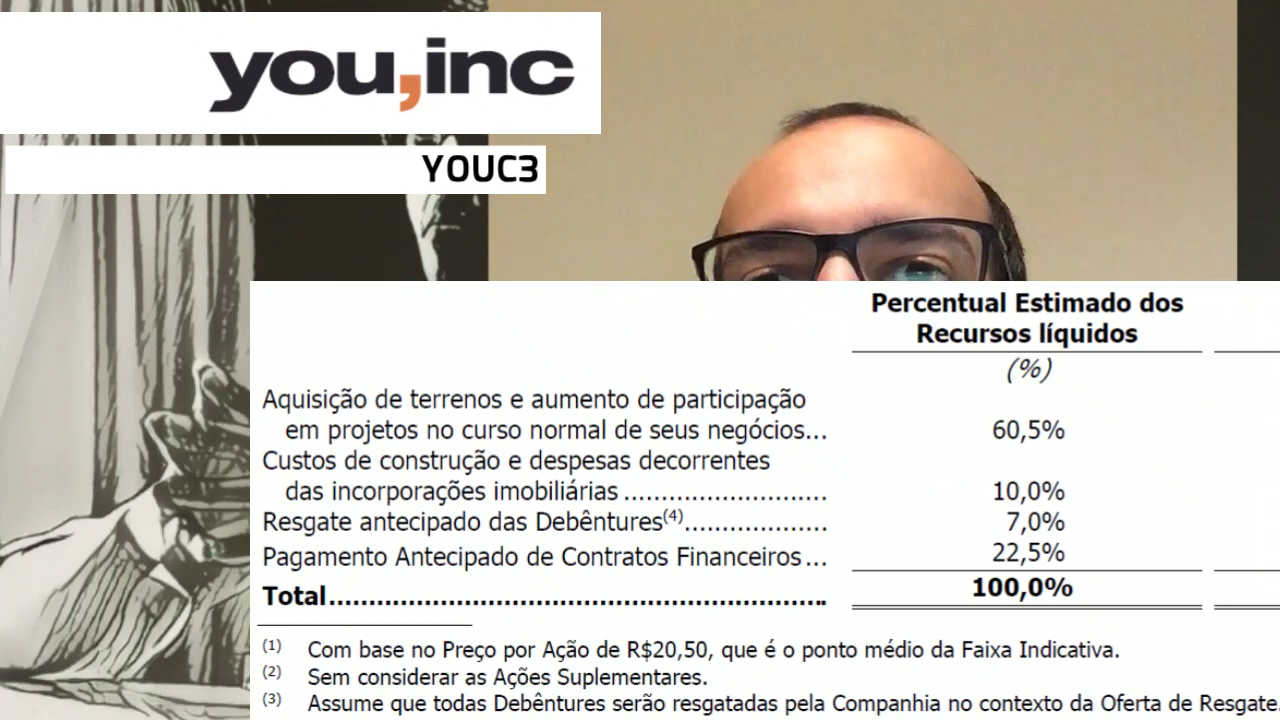 you,inc
YOUC3
Percentual Estimado dos
Recursos líquidos
(%)
Aquisição de terrenos e aumento de participação
em projetos no curso normal de seus negócios... 60,5%
Custos de construção e despesas decorrentes
das incorporações imobiliárias ........................... 10,0%
Resgate antecipado das Debêntures(4)................... 7,0%
Pagamento Antecipado de Contratos Financeiros... 22,5%
Total.............................................................. 100,0%
(1) Com base no Preço por Ação de R$20,50, que é o ponto médio da Faixa Indicativa.
(2) Sem considerar as Ações Suplementares.
(3) Assume que todas Debêntures serão resgatadas pela Companhia no contexto da Oferta de Resgate.